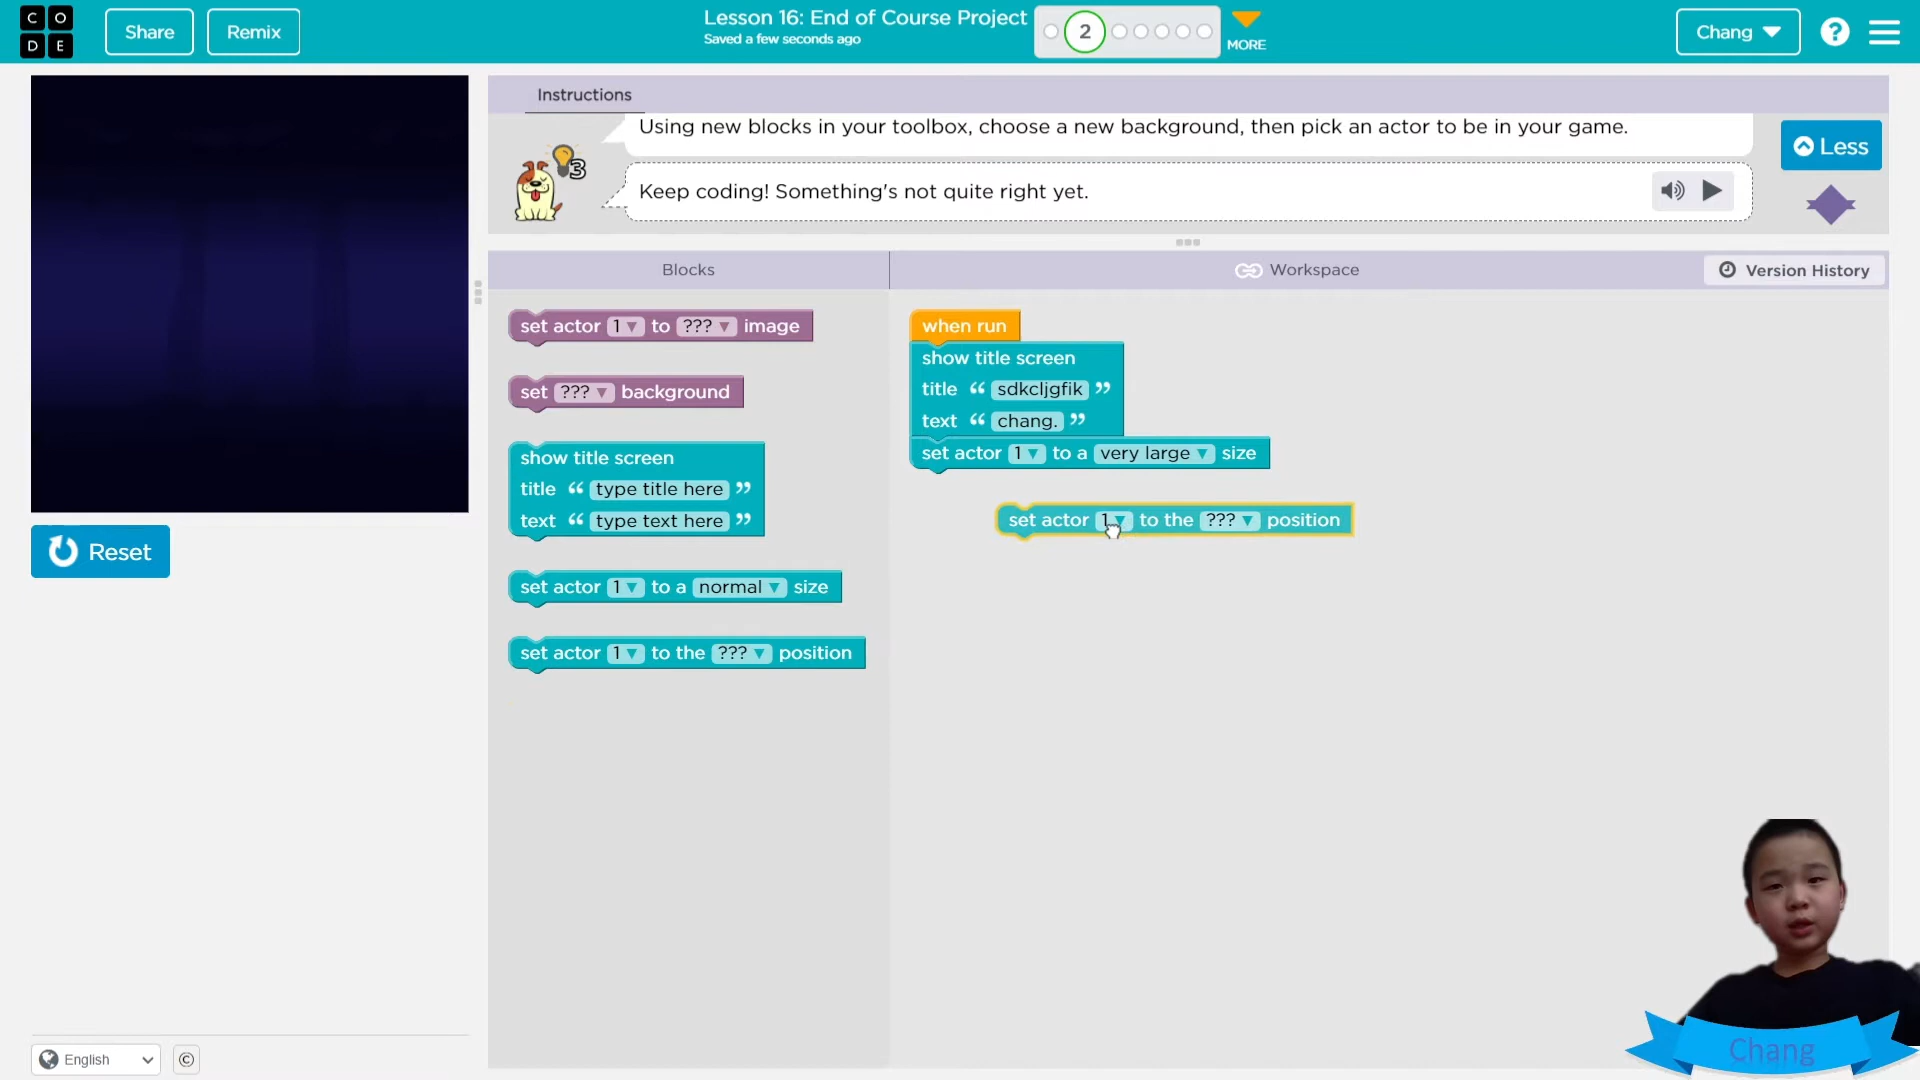 CODE
Share
Remix
Lesson 16: End of Course Project
Saved a few seconds ago
2
MORE
Chang
?
Instructions
Using new blocks in your toolbox, choose a new background, then pick an actor to be in your game.
3
Keep coding! Something's not quite right yet.
Less
Reset
Blocks
Workspace
Version History
set actor 1 to ??? image
set ??? background
show title screen
title “ type title here ”
text “ type text here ”
set actor 1 to a normal size
set actor 1 to the ??? position
when run
show title screen
title “ sdkcljgfik ”
text “ chang. ”
set actor 1 to a very large size
set actor 1 to the ??? position
English
©
Chang